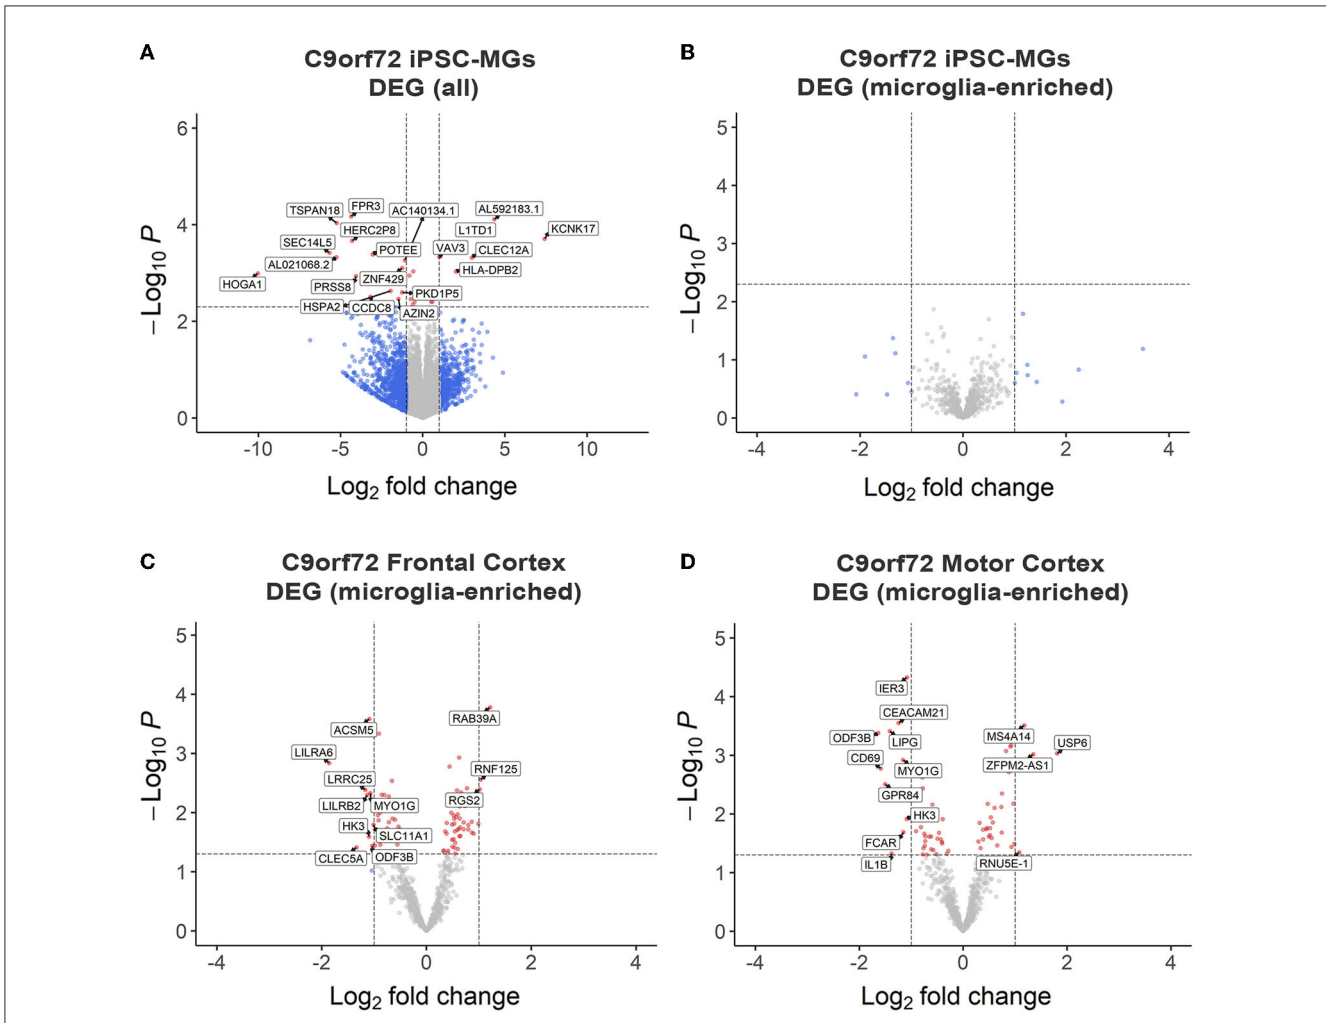 A
C9orf72 iPSC-MGs
DEG (all)
−Log10 P
6
4
2
0
TSPAN18
FPR3
AC140134.1
AL592183.1
HERC2P8
L1TD1
KCNK17
SEC14L5
POTEE
VAV3
CLEC12A
AL021068.2
HLA-DPB2
HOGA1
PRSS8
ZNF429
PKD1P5
HSPA2
CCDC8
AZIN2
-10
-5
0
5
10
Log2 fold change
B
C9orf72 iPSC-MGs
DEG (microglia-enriched)
−Log10 P
5
4
3
2
1
0
-4
-2
0
2
4
Log2 fold change
C
C9orf72 Frontal Cortex
DEG (microglia-enriched)
−Log10 P
5
4
3
2
1
0
ACSM5
RAB39A
LILRA6
LRRC25
RNF125
LILRB2
MYO1G
RGS2
HK3
SLC11A1
CLEC5A
ODF3B
-4
-2
0
2
4
Log2 fold change
D
C9orf72 Motor Cortex
DEG (microglia-enriched)
−Log10 P
5
4
3
2
1
0
IER3
CEACAM21
ODF3B
LIPG
MS4A14
USP6
CD69
MYO1G
ZFPM2-AS1
GPR84
HK3
FCAR
IL1B
RNU5E-1
-4
-2
0
2
4
Log2 fold change